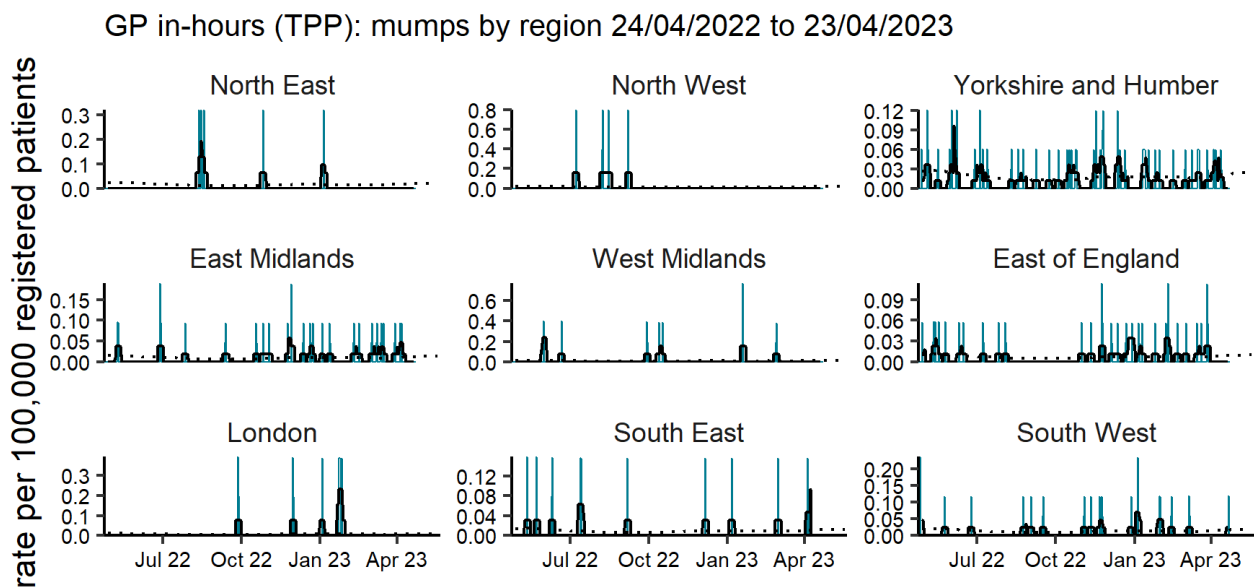 GP in-hours (TPP): mumps by region 24/04/2022 to 23/04/2023
rate per 100,000 registered patients
North East
0.3
0.2
0.1
0.0
North West
0.8
0.6
0.4
0.2
0.0
Yorkshire and Humber
0.12
0.09
0.06
0.03
0.00
East Midlands
0.15
0.10
0.05
0.00
West Midlands
0.6
0.4
0.2
0.0
East of England
0.09
0.06
0.03
0.00
London
0.3
0.2
0.1
0.0
South East
0.12
0.08
0.04
0.00
South West
0.20
0.15
0.10
0.05
0.00
Jul 22 Oct 22 Jan 23 Apr 23
Jul 22 Oct 22 Jan 23 Apr 23
Jul 22 Oct 22 Jan 23 Apr 23